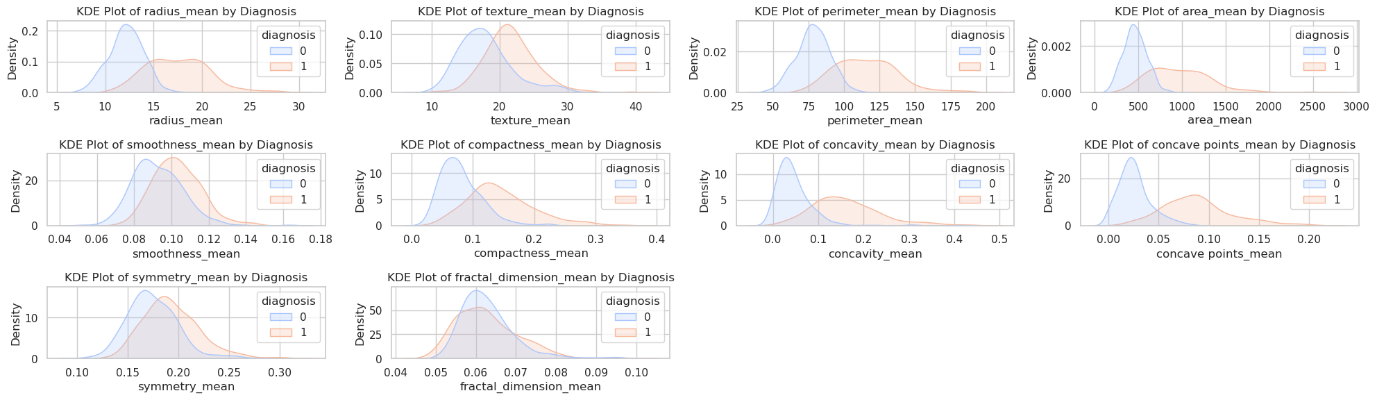 KDE Plot of radius_mean by Diagnosis
Density
0.2
0.1
0.0
5 10 15 20 25 30
radius_mean
diagnosis
0
1
KDE Plot of texture_mean by Diagnosis
Density
0.10
0.05
0.00
10 20 30 40
texture_mean
diagnosis
0
1
KDE Plot of perimeter_mean by Diagnosis
Density
0.02
0.00
25 50 75 100 125 150 175 200
perimeter_mean
diagnosis
0
1
KDE Plot of area_mean by Diagnosis
Density
0.002
0.000
0 500 1000 1500 2000 2500 3000
area_mean
diagnosis
0
1
KDE Plot of smoothness_mean by Diagnosis
Density
20
0
0.04 0.06 0.08 0.10 0.12 0.14 0.16 0.18
smoothness_mean
diagnosis
0
1
KDE Plot of compactness_mean by Diagnosis
Density
10
5
0
0.0 0.1 0.2 0.3 0.4
compactness_mean
diagnosis
0
1
KDE Plot of concavity_mean by Diagnosis
Density
10
5
0
0.0 0.1 0.2 0.3 0.4 0.5
concavity_mean
diagnosis
0
1
KDE Plot of concave points_mean by Diagnosis
Density
20
0
0.00 0.05 0.10 0.15 0.20
concave points_mean
diagnosis
0
1
KDE Plot of symmetry_mean by Diagnosis
Density
10
0
0.10 0.15 0.20 0.25 0.30
symmetry_mean
diagnosis
0
1
KDE Plot of fractal_dimension_mean by Diagnosis
Density
50
25
0
0.04 0.05 0.06 0.07 0.08 0.09 0.10
fractal_dimension_mean
diagnosis
0
1